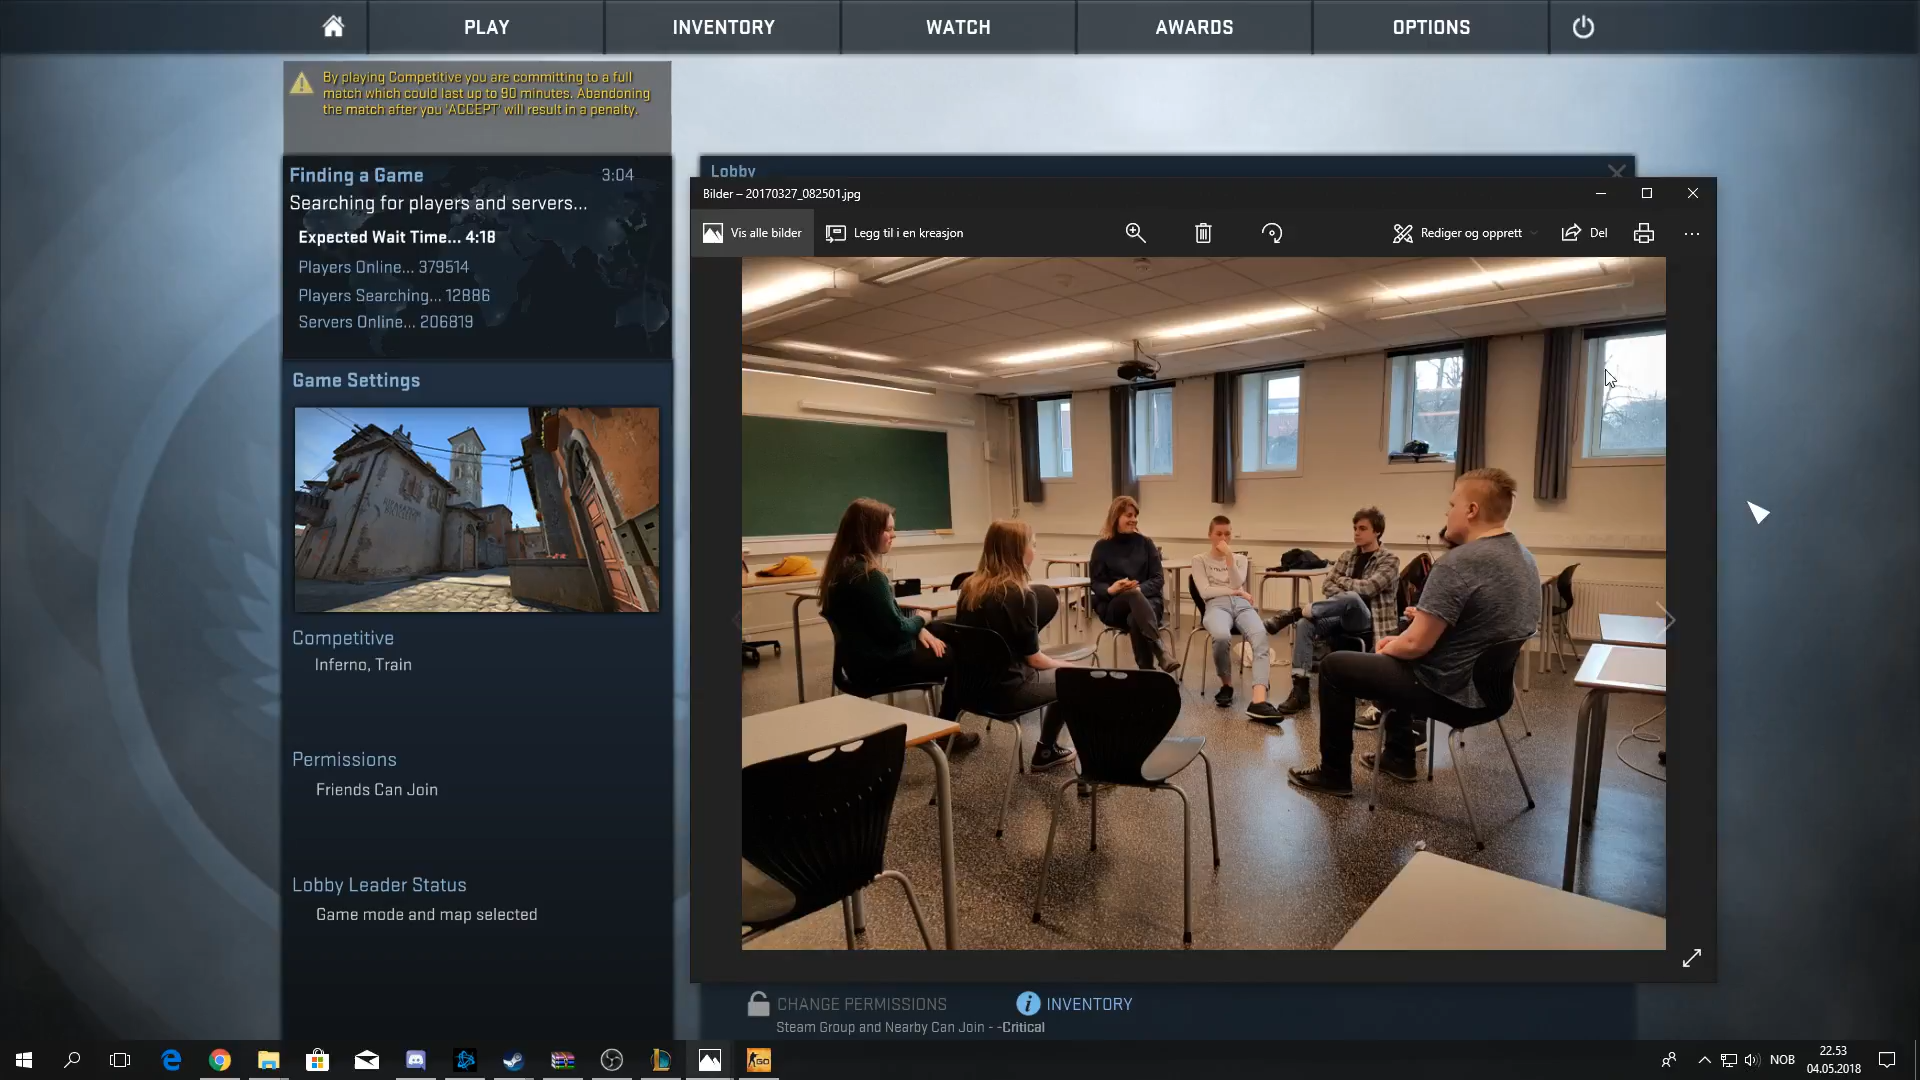 PLAY
INVENTORY
WATCH
AWARDS
OPTIONS
By playing Competitive you are committing to a full
match which could last up to 90 minutes. Abandoning
the match after you 'ACCEPT' will result in a penalty.
Finding a Game
3:04
Searching for players and servers...
Expected Wait Time... 4:18
Players Online... 379514
Players Searching... 12886
Servers Online... 206819
Game Settings
Competitive
Inferno, Train
Permissions
Friends Can Join
Lobby Leader Status
Game mode and map selected
Lobby
Bilder – 20170327_082501.jpg
Vis alle bilder
Legg til i en kreasjon
Rediger og opprett
Del
CHANGE PERMISSIONS
INVENTORY
Steam Group and Nearby Can Join - -Critical
GO
NOB
22.53
04.05.2018